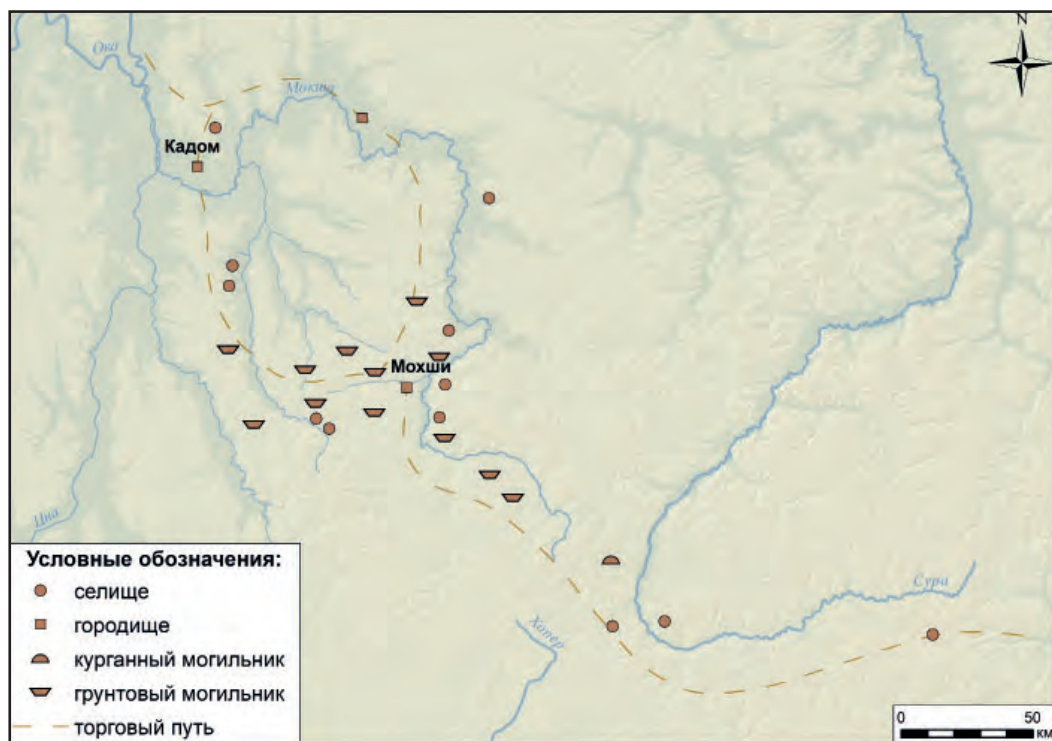 N
Ока
Мокша
Кадом
Мохши
Цна
Хопёр
Сура
Условные обозначения:
селище
городище
курганный могильник
грунтовый могильник
торговый путь
0 50
км